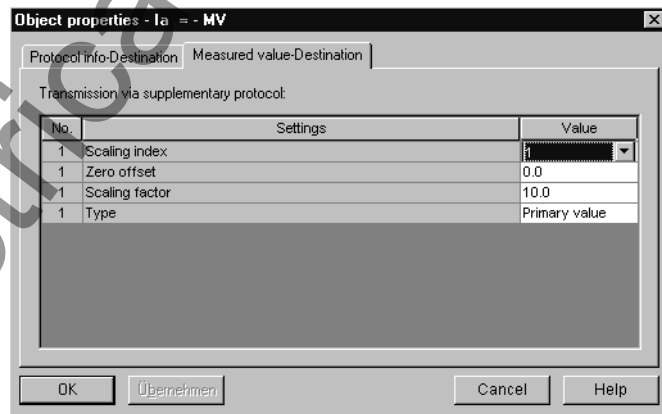 Object properties - Ia = - MV
Protocol info-Destination Measured value-Destination
Transmission via supplementary protocol:
No. Settings Value
1 Scaling index 1
1 Zero offset 0.0
1 Scaling factor 10.0
1 Type Primary value
OK Übernehmen Cancel Help